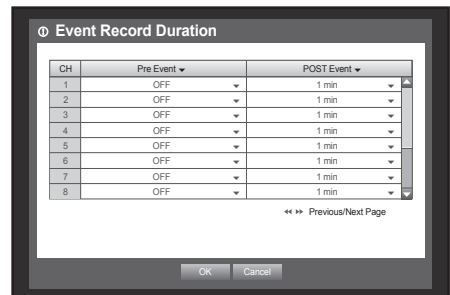 Event Record Duration
CH Pre Event POST Event
1 OFF 1 min
2 OFF 1 min
3 OFF 1 min
4 OFF 1 min
5 OFF 1 min
6 OFF 1 min
7 OFF 1 min
8 OFF 1 min
Previous/Next Page
OK Cancel